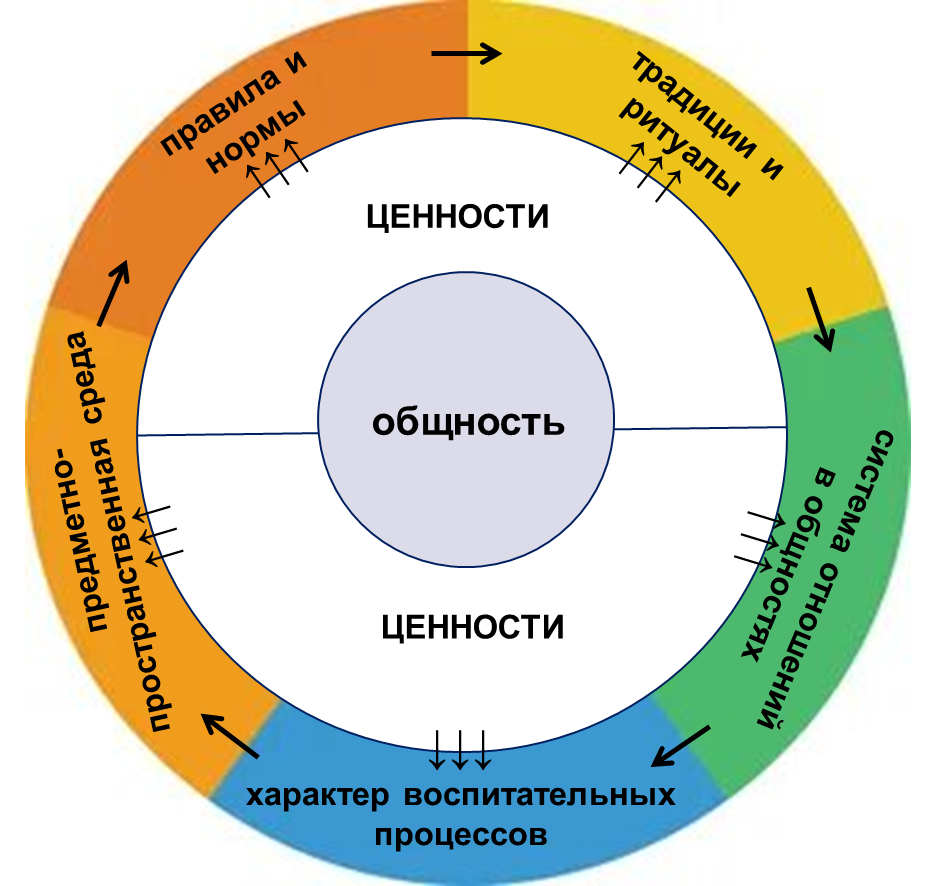 правила и
нормы
традиции и
ритуалы
ЦЕННОСТИ
общность
предметно-
пространственная среда
система отношений
в общностях
ЦЕННОСТИ
характер воспитательных
процессов